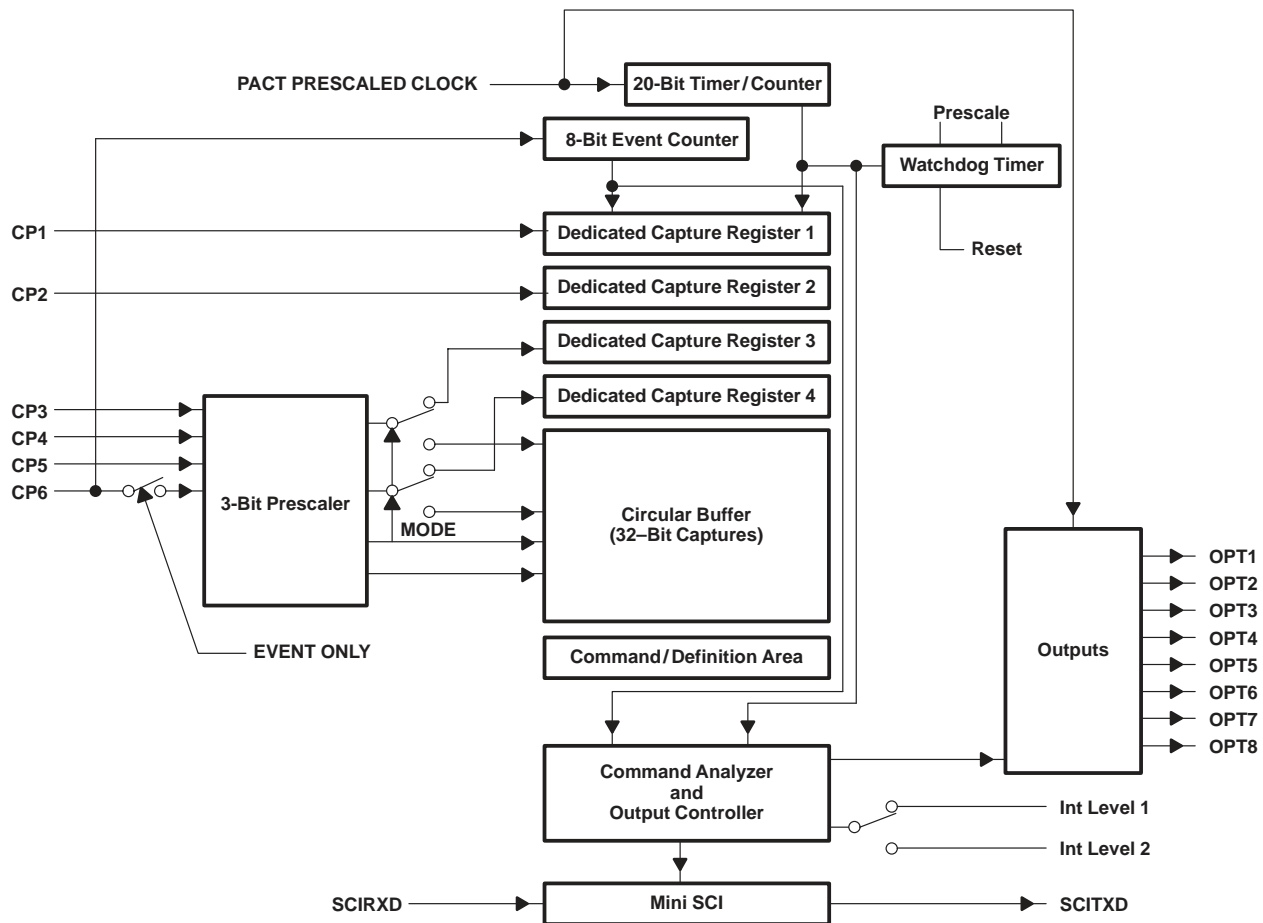 PACT PRESCALED CLOCK
20-Bit Timer/Counter
Prescale
8-Bit Event Counter
Watchdog Timer
CP1
Dedicated Capture Register 1
Reset
CP2
Dedicated Capture Register 2
Dedicated Capture Register 3
Dedicated Capture Register 4
CP3
CP4
CP5
CP6
3-Bit Prescaler
MODE
Circular Buffer
(32–Bit Captures)
EVENT ONLY
Command/Definition Area
Outputs
OPT1
OPT2
OPT3
OPT4
OPT5
OPT6
OPT7
OPT8
Command Analyzer
and
Output Controller
Int Level 1
Int Level 2
SCIRXD
Mini SCI
SCITXD